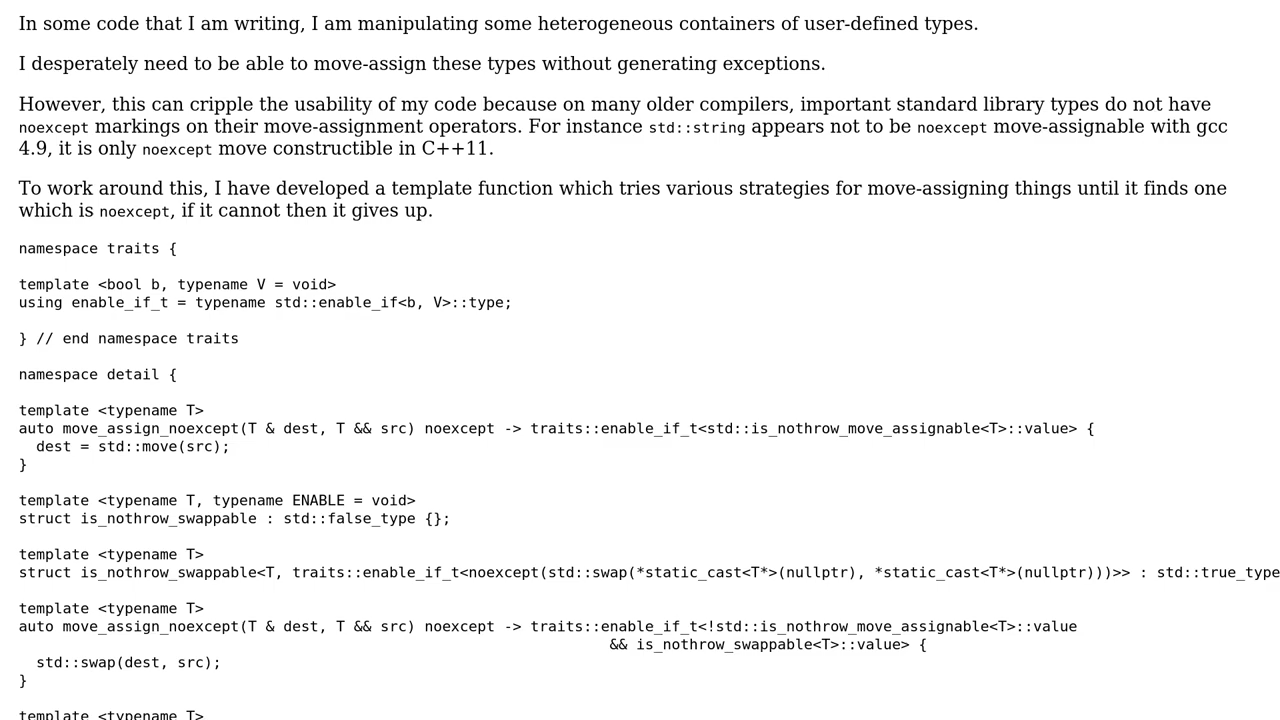 In some code that I am writing, I am manipulating some heterogeneous containers of user-defined types.
I desperately need to be able to move-assign these types without generating exceptions.
However, this can cripple the usability of my code because on many older compilers, important standard library types do not have
noexcept markings on their move-assignment operators. For instance std::string appears not to be noexcept move-assignable with gcc
4.9, it is only noexcept move constructible in C++11.
To work around this, I have developed a template function which tries various strategies for move-assigning things until it finds one
which is noexcept, if it cannot then it gives up.
namespace traits {
template <bool b, typename V = void>
using enable_if_t = typename std::enable_if<b, V>::type;
} // end namespace traits
namespace detail {
template <typename T>
auto move_assign_noexcept(T & dest, T && src) noexcept -> traits::enable_if_t<std::is_nothrow_move_assignable<T>::value> {
  dest = std::move(src);
}
template <typename T, typename ENABLE = void>
struct is_nothrow_swappable : std::false_type {};
template <typename T>
struct is_nothrow_swappable<T, traits::enable_if_t<noexcept(std::swap(*static_cast<T*>(nullptr), *static_cast<T*>(nullptr)))>> : std::true_type
template <typename T>
auto move_assign_noexcept(T & dest, T && src) noexcept -> traits::enable_if_t<!std::is_nothrow_move_assignable<T>::value
                                                                   && is_nothrow_swappable<T>::value> {
  std::swap(dest, src);
}
template <typename T>